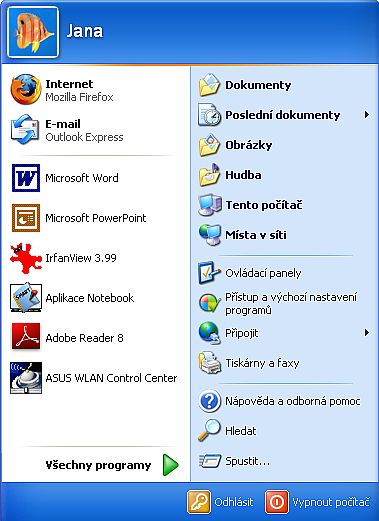 Jana
Internet
Mozilla Firefox
E-mail
Outlook Express
Microsoft Word
Microsoft PowerPoint
IrfanView 3.99
Aplikace Notebook
Adobe Reader 8
ASUS WLAN Control Center
Všechny programy
Dokumenty
Poslední dokumenty
Obrázky
Hudba
Tento počítač
Místa v síti
Ovládací panely
Přístup a výchozí nastavení
programů
Připojit
Tiskárny a faxy
Nápověda a odborná pomoc
Hledat
Spustit...
Odhlásit
Vypnout počítač